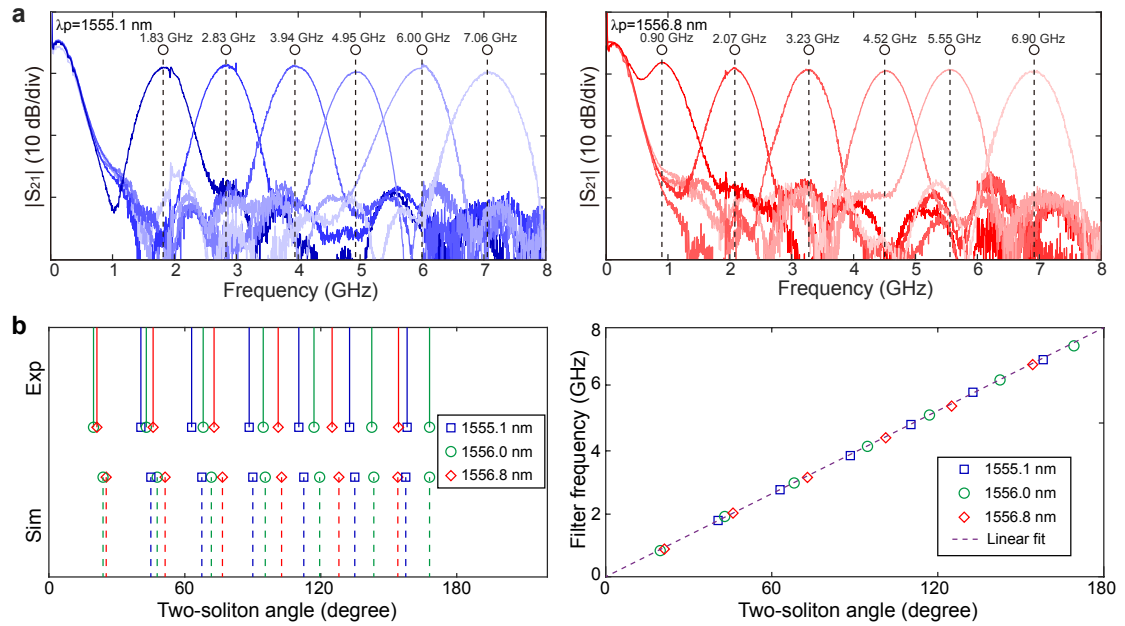 a
λp=1555.1 nm
1.83 GHz 2.83 GHz 3.94 GHz 4.95 GHz 6.00 GHz 7.06 GHz
|S21| (10 dB/div)
0 1 2 3 4 5 6 7 8
Frequency (GHz)
λp=1556.8 nm
0.90 GHz 2.07 GHz 3.23 GHz 4.52 GHz 5.55 GHz 6.90 GHz
|S21| (10 dB/div)
0 1 2 3 4 5 6 7 8
Frequency (GHz)
b
Exp
Sim
1555.1 nm
1556.0 nm
1556.8 nm
0 60 120 180
Two-soliton angle (degree)
Filter frequency (GHz)
8
6
4
2
0
1555.1 nm
1556.0 nm
1556.8 nm
Linear fit
0 60 120 180
Two-soliton angle (degree)